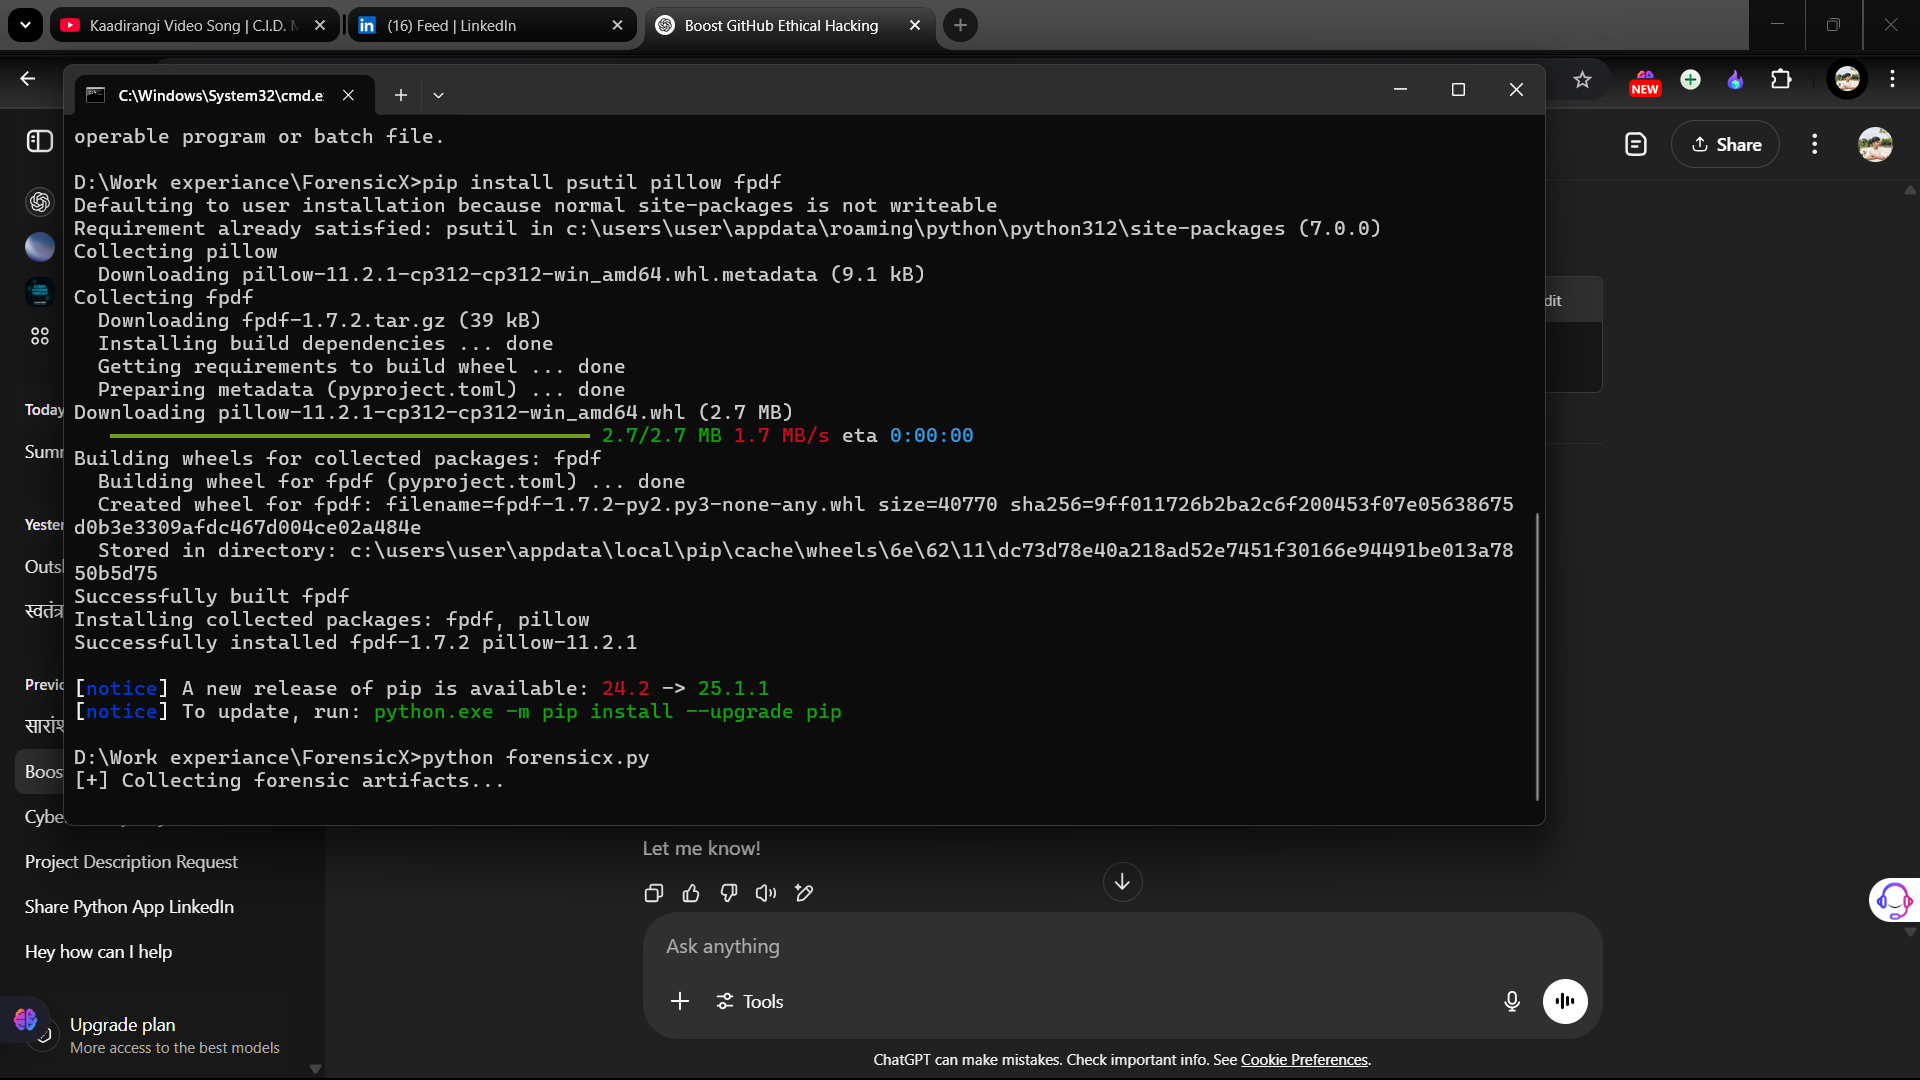 Kaadirangi Video Song | C.I.D.
(16) Feed | LinkedIn
Boost GitHub Ethical Hacking
C:\Windows\System32\cmd.e
NEW
Share
operable program or batch file.
D:\Work experiance\ForensicX>pip install psutil pillow fpdf
Defaulting to user installation because normal site-packages is not writeable
Requirement already satisfied: psutil in c:\users\user\appdata\roaming\python\python312\site-packages (7.0.0)
Collecting pillow
Downloading pillow-11.2.1-cp312-cp312-win_amd64.whl.metadata (9.1 kB)
Collecting fpdf
Downloading fpdf-1.7.2.tar.gz (39 kB)
Installing build dependencies ... done
Getting requirements to build wheel ... done
Preparing metadata (pyproject.toml) ... done
Downloading pillow-11.2.1-cp312-cp312-win_amd64.whl (2.7 MB)
2.7/2.7 MB 1.7 MB/s eta 0:00:00
Building wheels for collected packages: fpdf
Building wheel for fpdf (pyproject.toml) ... done
Created wheel for fpdf: filename=fpdf-1.7.2-py2.py3-none-any.whl size=40770 sha256=9ff011726b2ba2c6f200453f07e05638675
d0b3e3309afdc467d004ce02a484e
Stored in directory: c:\users\user\appdata\local\pip\cache\wheels\6e\62\11\dc73d78e40a218ad52e7451f30166e94491be013a78
50b5d75
Successfully built fpdf
Installing collected packages: fpdf, pillow
Successfully installed fpdf-1.7.2 pillow-11.2.1
[notice] A new release of pip is available: 24.2 -> 25.1.1
[notice] To update, run: python.exe -m pip install --upgrade pip
D:\Work experiance\ForensicX>python forensicx.py
[+] Collecting forensic artifacts...
dit
Today
Summ
Yester
Outsl
स्वतंत्र
Previo
सारांश
Boos
Cybe
Project Description Request
Share Python App LinkedIn
Hey how can I help
Upgrade plan
More access to the best models
Let me know!
Ask anything
Tools
ChatGPT can make mistakes. Check important info. See Cookie Preferences.